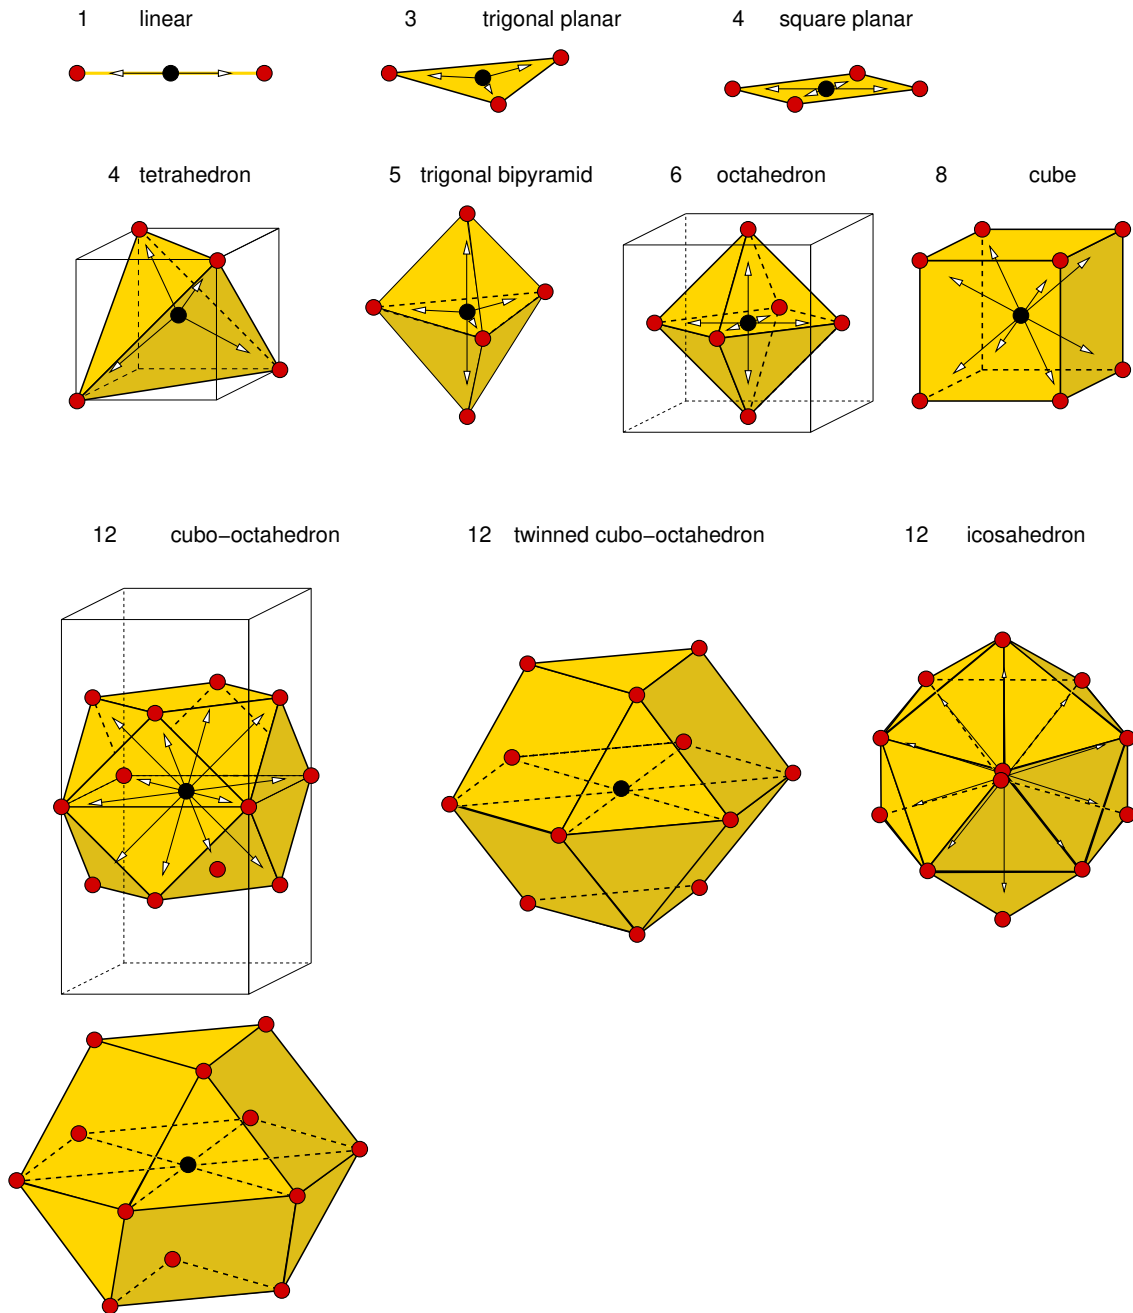 1 linear
3 trigonal planar
4 square planar
4 tetrahedron
5 trigonal bipyramid
6 octahedron
8 cube
12 cubo−octahedron
12 twinned cubo−octahedron
12 icosahedron